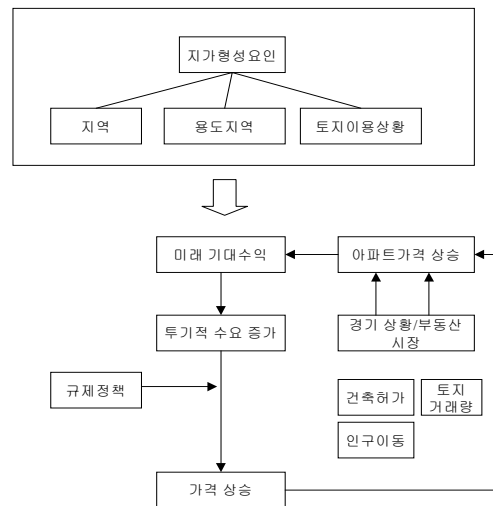 지가형성요인
지역
용도지역
토지이용상황
미래 기대수익
아파트가격 상승
투기적 수요 증가
경기 상황/부동산
시장
규제정책
건축허가
토지
거래량
인구이동
가격 상승